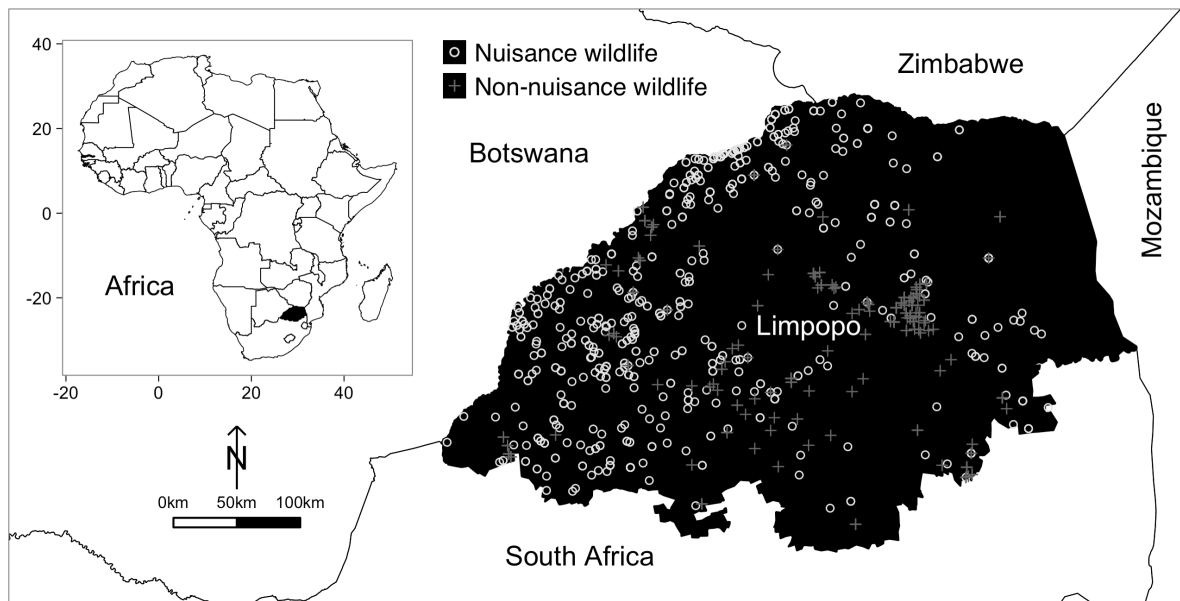 Nuisance wildlife
Non-nuisance wildlife
Zimbabwe
Botswana
Mozambique
Limpopo
South Africa
40
20
0
-20
Africa
-20
0
20
40
N
0km
50km
100km